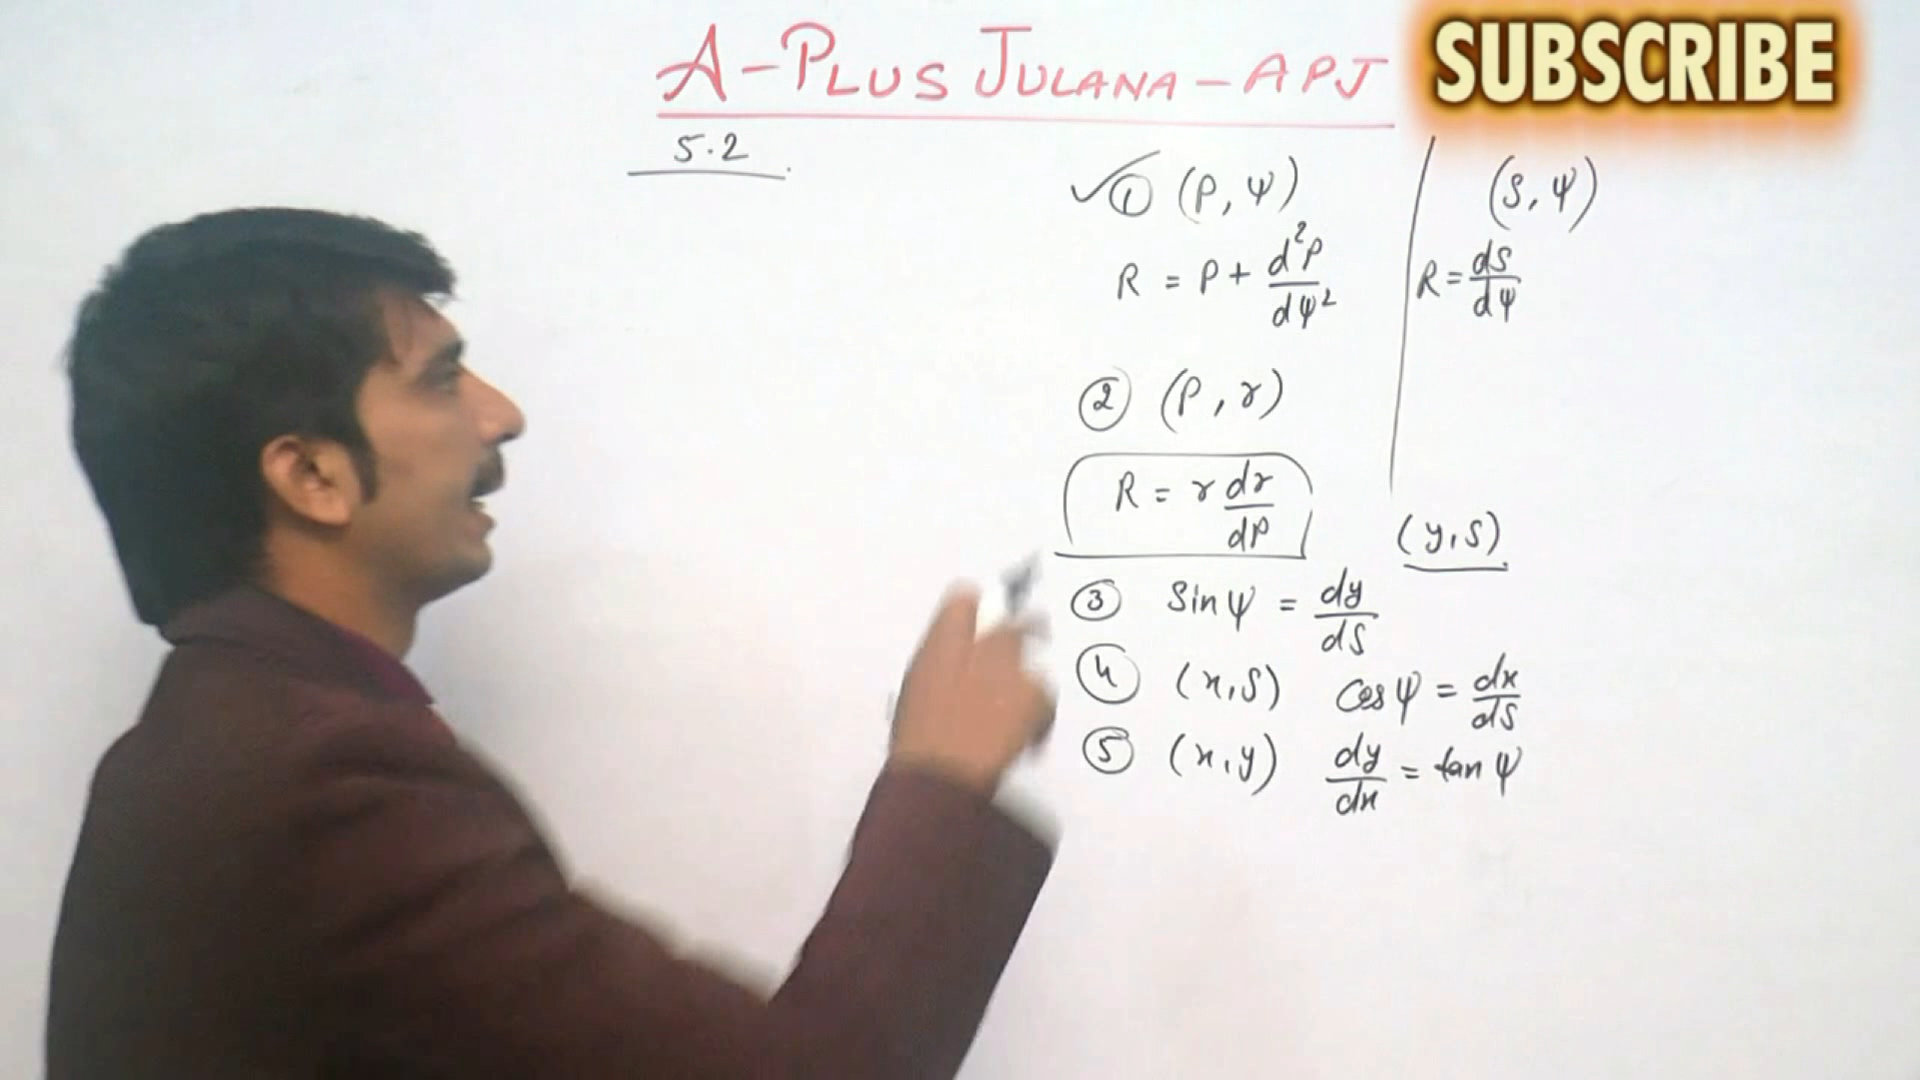 A-PLUS JULANA-APJ
SUBSCRIBE
5.2
✓① (P, ψ)
R = P + d²P/dψ²
(S, ψ)
R = dS/dψ
② (P, r)
R = r dr/dP
(y, S)
③ Sin ψ = dy/dS
④ (x, S) Cos ψ = dx/dS
⑤ (x, y) dy/dx = tan ψ